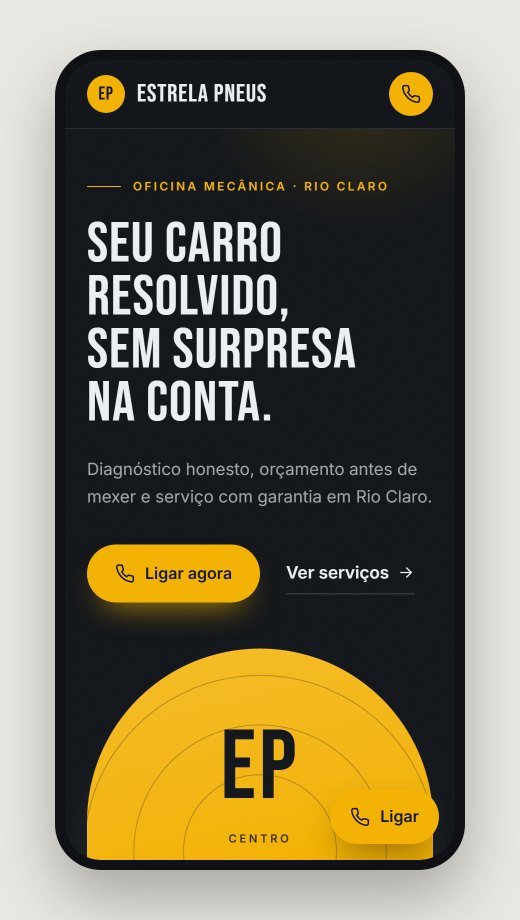 EP ESTRELA PNEUS
OFICINA MECÂNICA · RIO CLARO
SEU CARRO
RESOLVIDO,
SEM SURPRESA
NA CONTA.
Diagnóstico honesto, orçamento antes de
mexer e serviço com garantia em Rio Claro.
Ligar agora
Ver serviços →
EP
Ligar
CENTRO